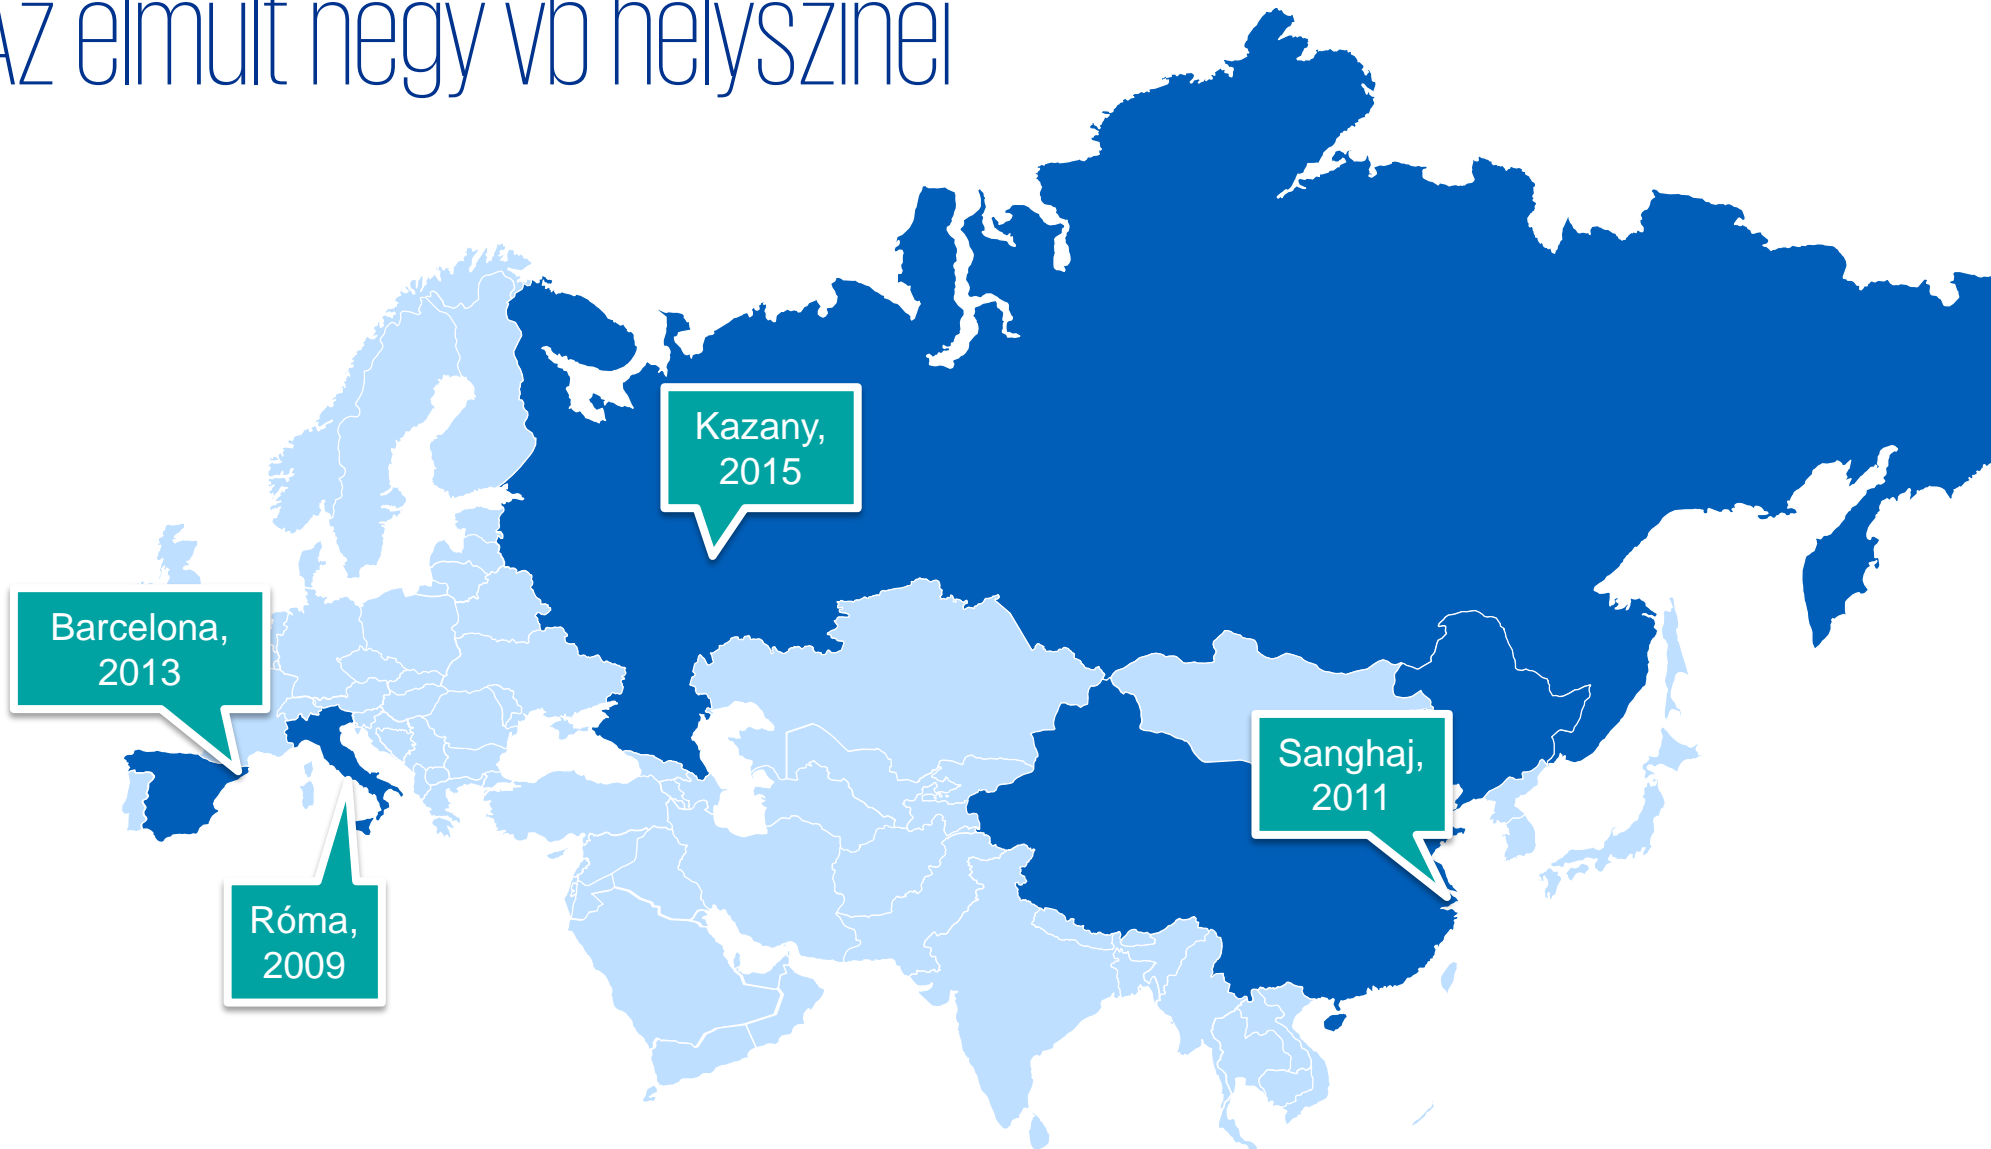 Az elmúlt négy vb helyszínei
Kazany,
2015
Barcelona,
2013
Sanghaj,
2011
Róma,
2009